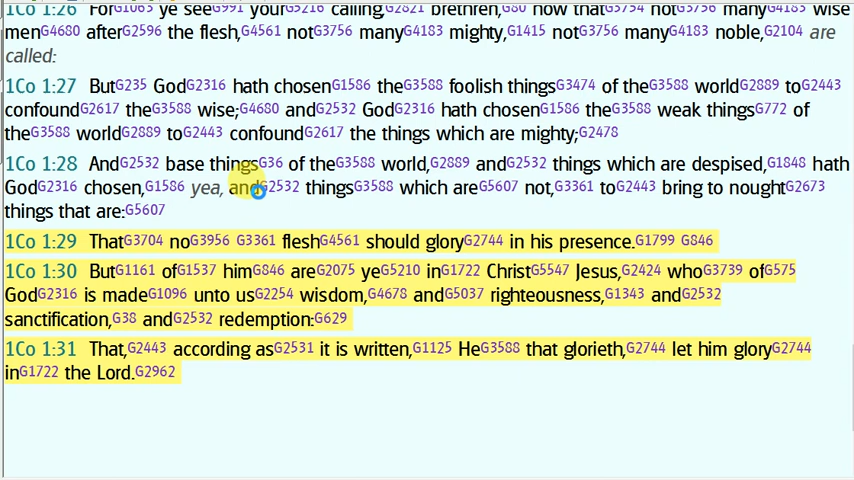 1Co 1:26 ForG1063 ye seeG991 yourG5216 calling,G2821 brethren,G80 how thatG3754 notG3756 manyG4183 wise
menG4680 afterG2596 the flesh,G4561 notG3756 manyG4183 mighty,G1415 notG3756 manyG4183 noble,G2104 are
called:
1Co 1:27 ButG235 GodG2316 hath chosenG1586 theG3588 foolish thingsG3474 of theG3588 worldG2889 toG2443
confoundG2617 theG3588 wise;G4680 andG2532 GodG2316 hath chosenG1586 theG3588 weak thingsG772 of
theG3588 worldG2889 toG2443 confoundG2617 the things which are mighty;G2478
1Co 1:28 AndG2532 base thingsG36 of theG3588 world,G2889 andG2532 things which are despised,G1848 hath
GodG2316 chosen,G1586 yea, andG2532 thingsG3588 which areG5607 not,G3361 toG2443 bring to noughtG2673
things that are:G5607
1Co 1:29 ThatG3704 noG3956 G3361 fleshG4561 should gloryG2744 in his presence.G1799 G846
1Co 1:30 ButG1161 ofG1537 himG846 areG2075 yeG5210 inG1722 ChristG5547 Jesus,G2424 whoG3739 ofG575
GodG2316 is madeG1096 unto usG2254 wisdom,G4678 andG5037 righteousness,G1343 andG2532
sanctification,G38 andG2532 redemption:G629
1Co 1:31 That,G2443 according asG2531 it is written,G1125 HeG3588 that glorieth,G2744 let him gloryG2744
inG1722 the Lord.G2962